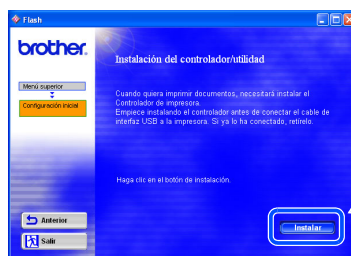 Flash
brother.
Instalación del controlador/utilidad
Menú superior
Configuración inicial
Cuando quiera imprimir documentos, necesitará instalar el
Controlador de impresora.
Empiece instalando el controlador antes de conectar el cable de
interfaz USB a la impresora. Si ya lo ha conectado, retírelo.
Haga clic en el botón de instalación.
Anterior
Salir
Instalar